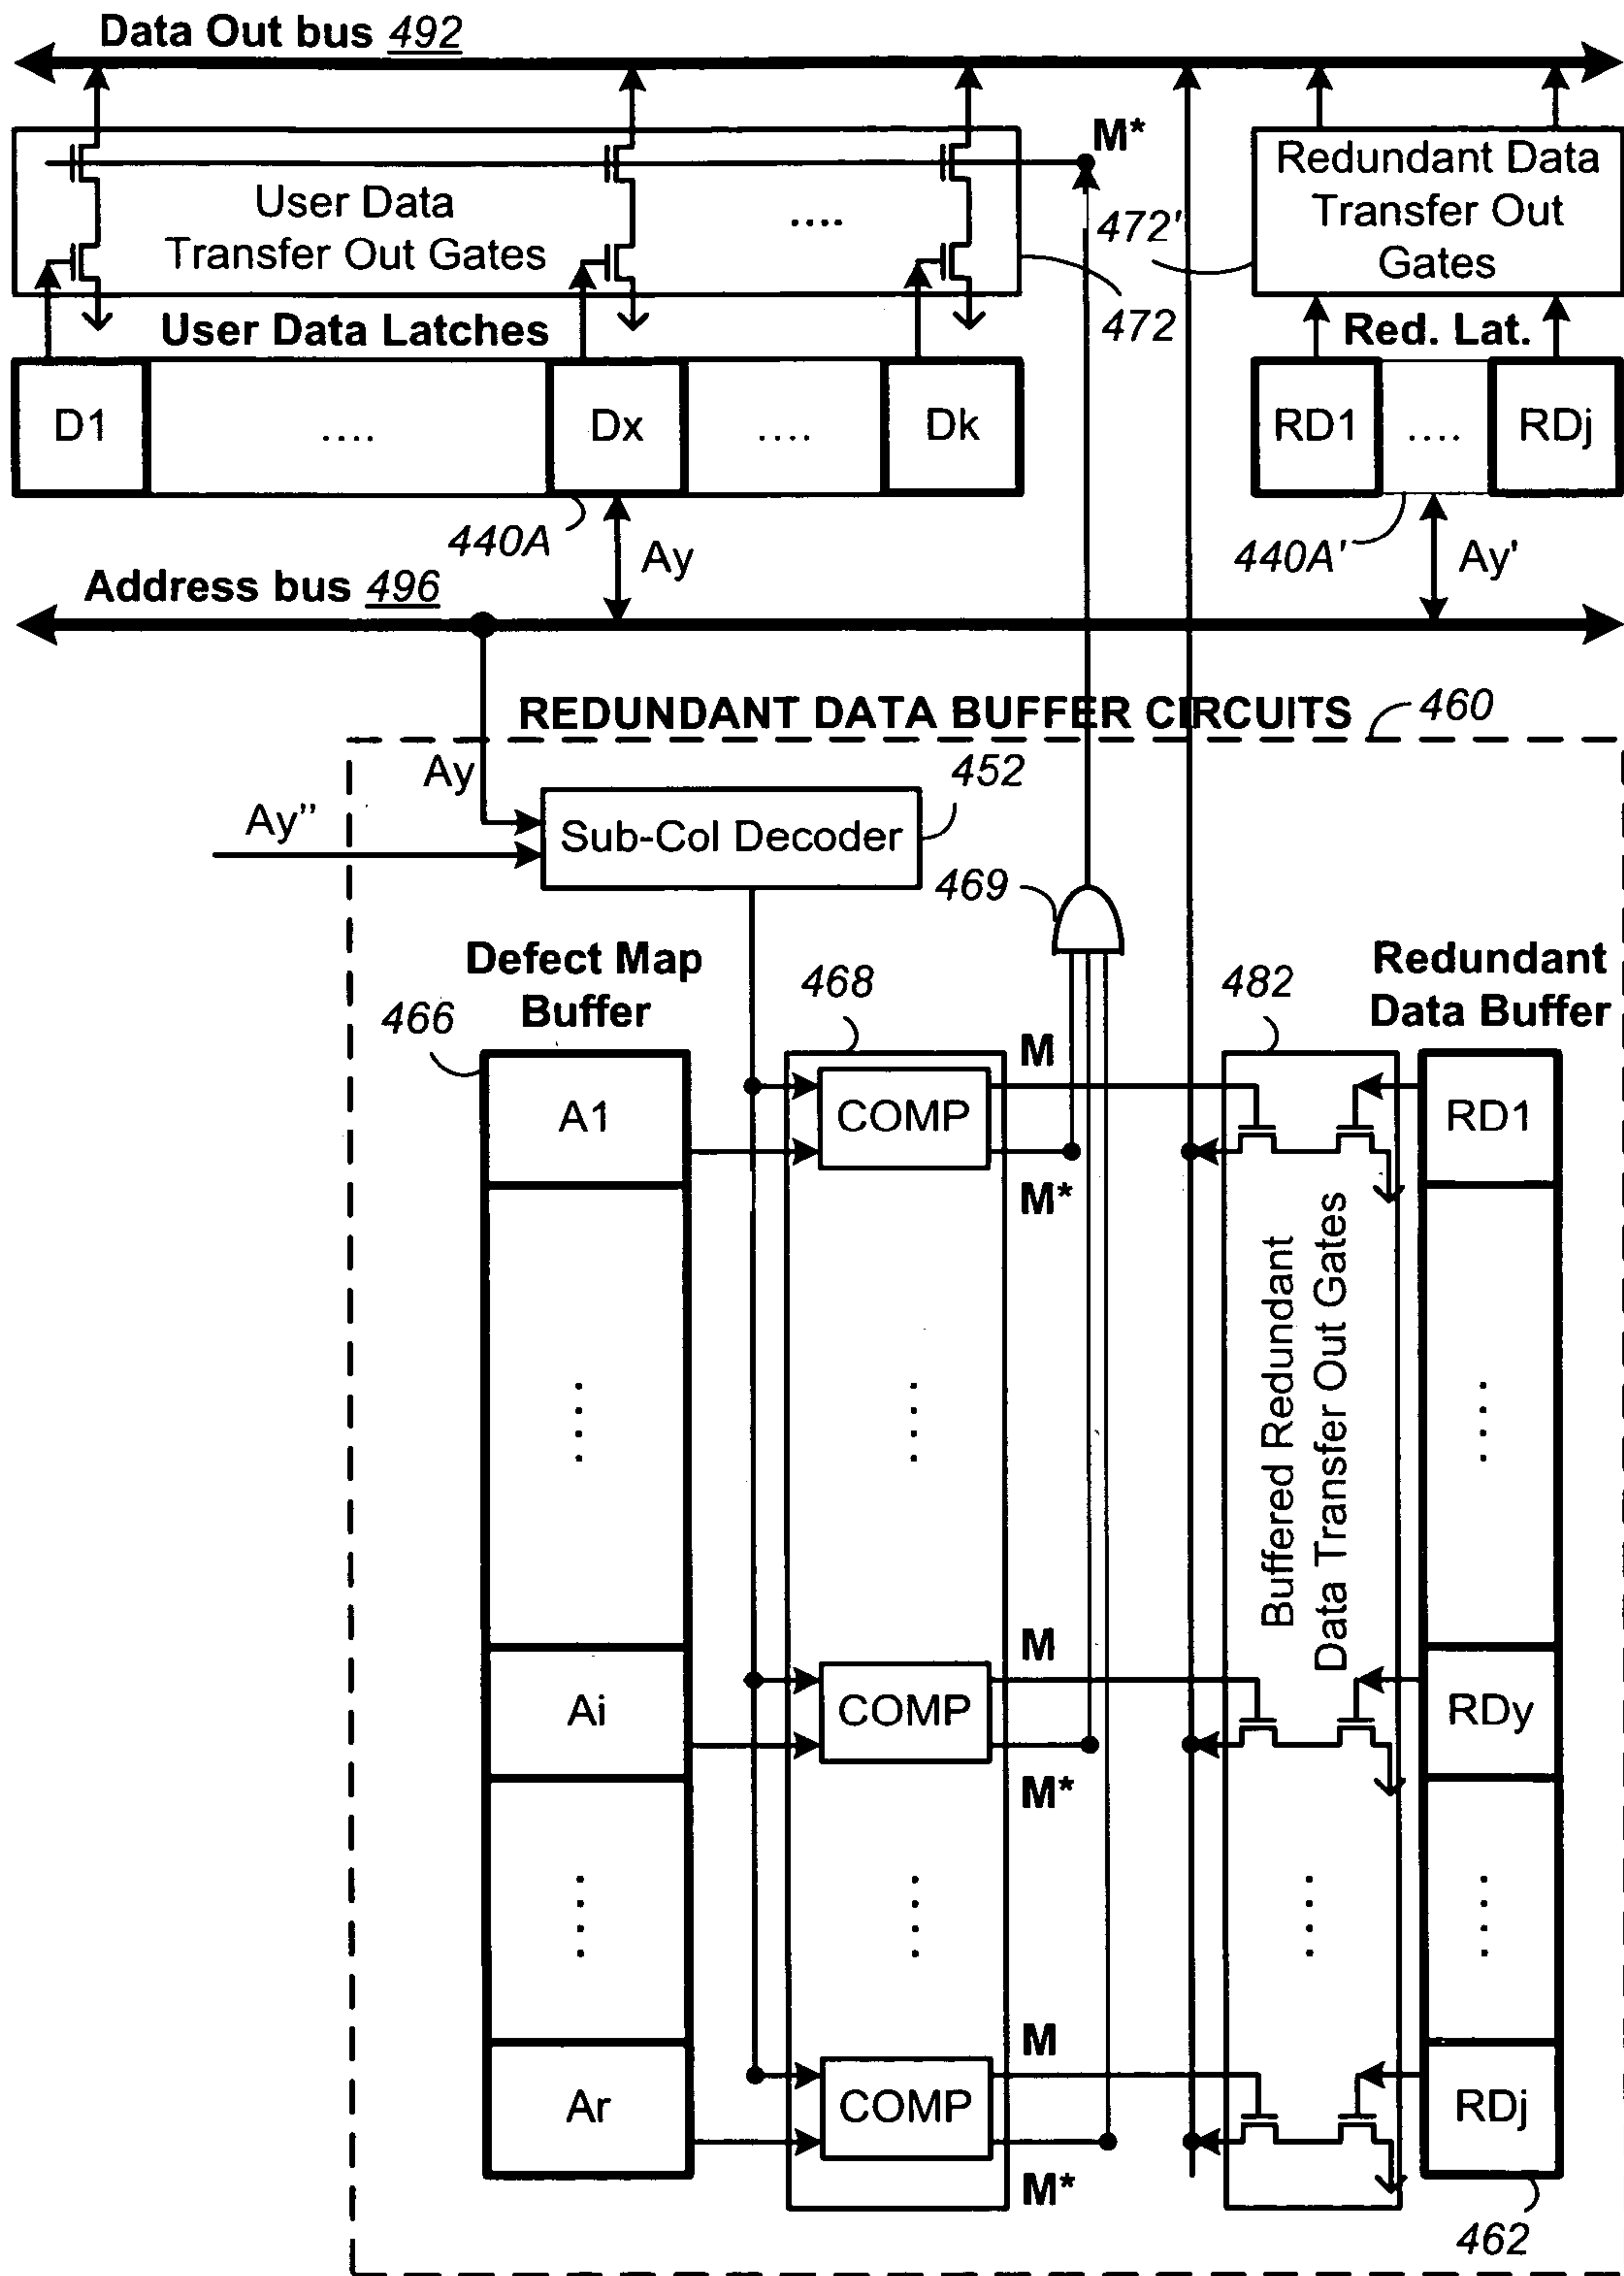 Data Out bus 492
M*
User Data
Transfer Out Gates
....
Redundant Data
Transfer Out
Gates
472'
472
User Data Latches
Red. Lat.
D1
....
Dx
....
Dk
RD1
....
RDj
440A
Ay
440A'
Ay'
Address bus 496
REDUNDANT DATA BUFFER CIRCUITS
460
Ay
452
Ay''
Sub-Col Decoder
469
Defect Map
Buffer
466
468
482
Redundant
Data Buffer
M
A1
COMP
RD1
M*
Buffered Redundant
Data Transfer Out Gates
....
....
....
M
Ai
COMP
RDy
M*
....
....
....
....
M
Ar
COMP
RDj
M*
462